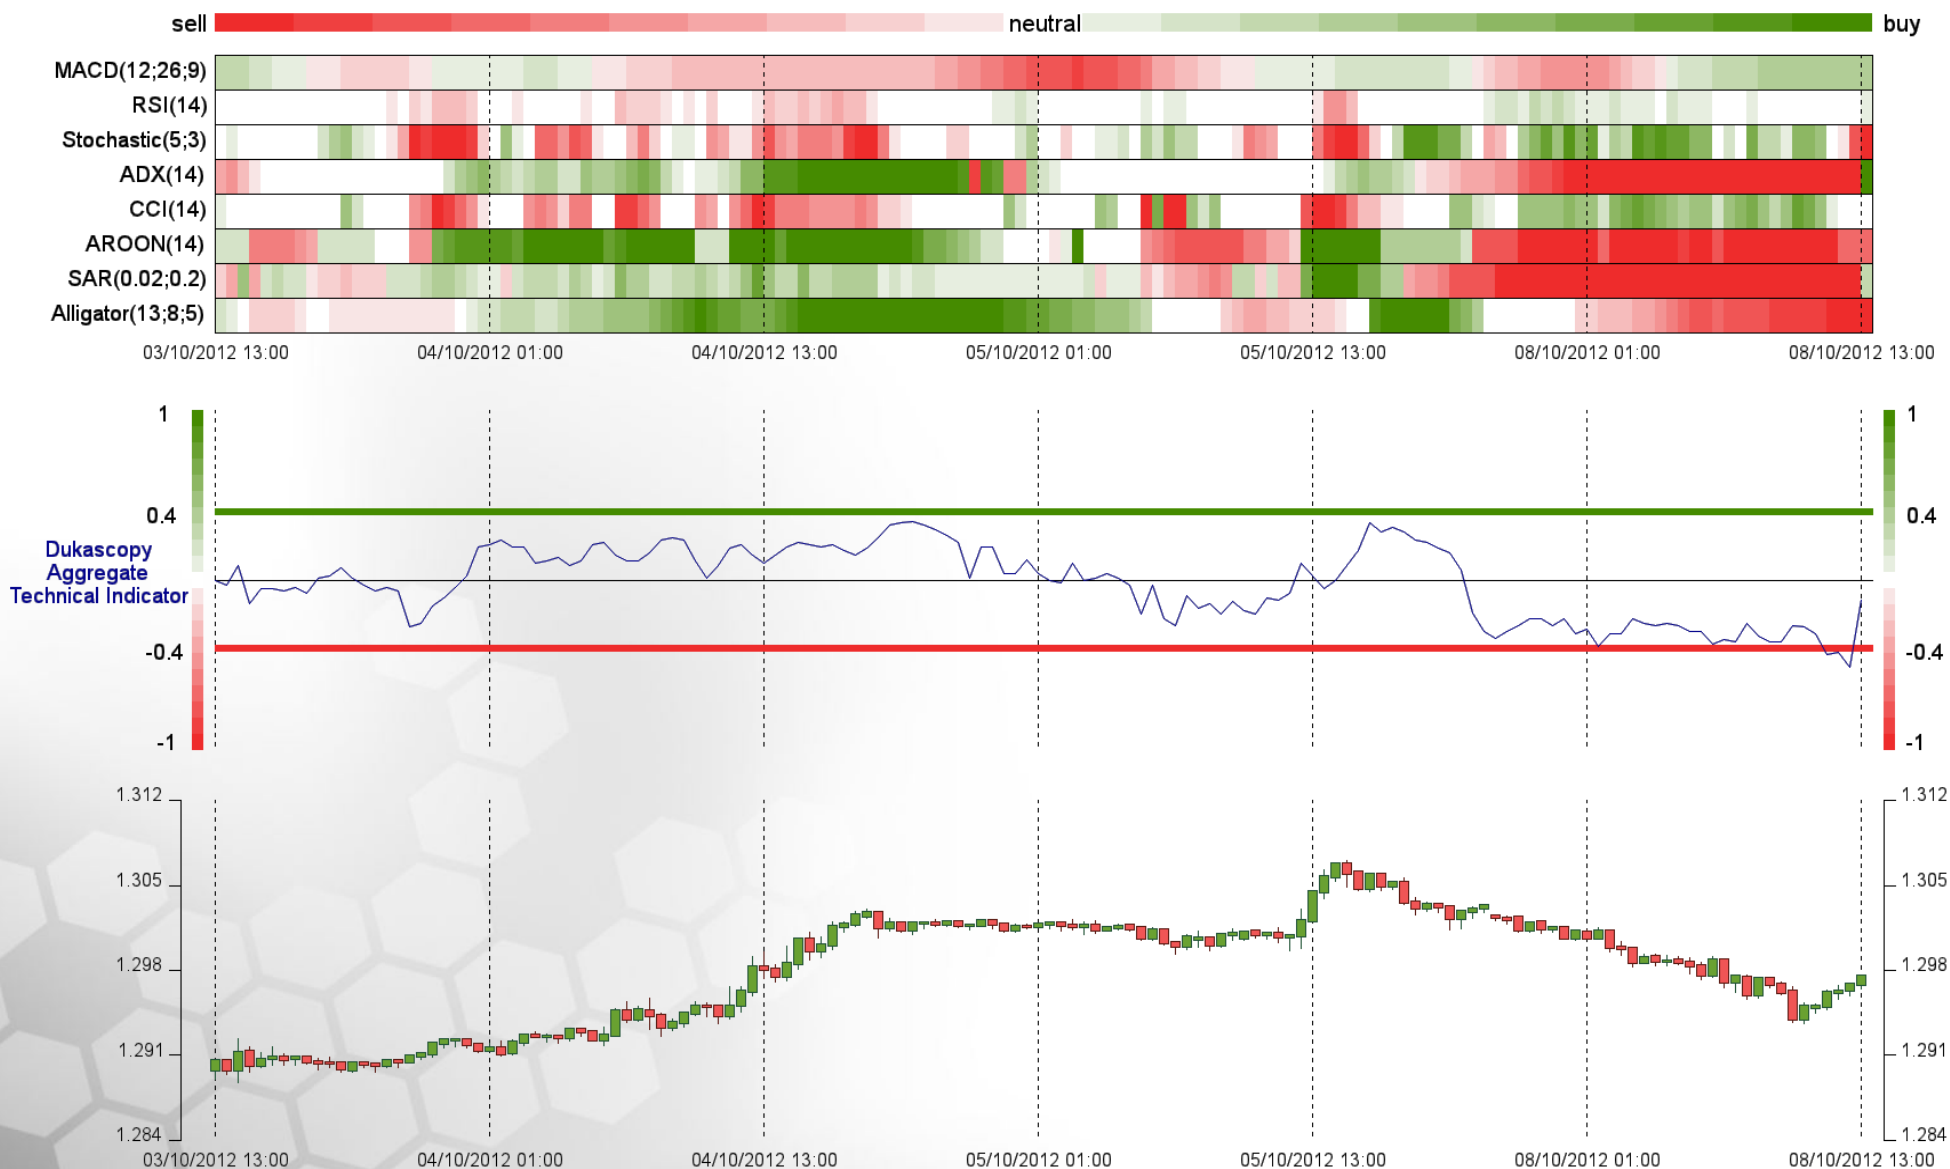 sell neutral buy
MACD(12;26;9)
RSI(14)
Stochastic(5;3)
ADX(14)
CCI(14)
AROON(14)
SAR(0.02;0.2)
Alligator(13;8;5)
03/10/2012 13:00 04/10/2012 01:00 04/10/2012 13:00 05/10/2012 01:00 05/10/2012 13:00 08/10/2012 01:00 08/10/2012 13:00
1 1
0.4 0.4
Dukascopy
Aggregate
Technical Indicator
-0.4 -0.4
-1 -1
1.312 1.312
1.305 1.305
1.298 1.298
1.291 1.291
1.284 1.284
03/10/2012 13:00 04/10/2012 01:00 04/10/2012 13:00 05/10/2012 01:00 05/10/2012 13:00 08/10/2012 01:00 08/10/2012 13:00